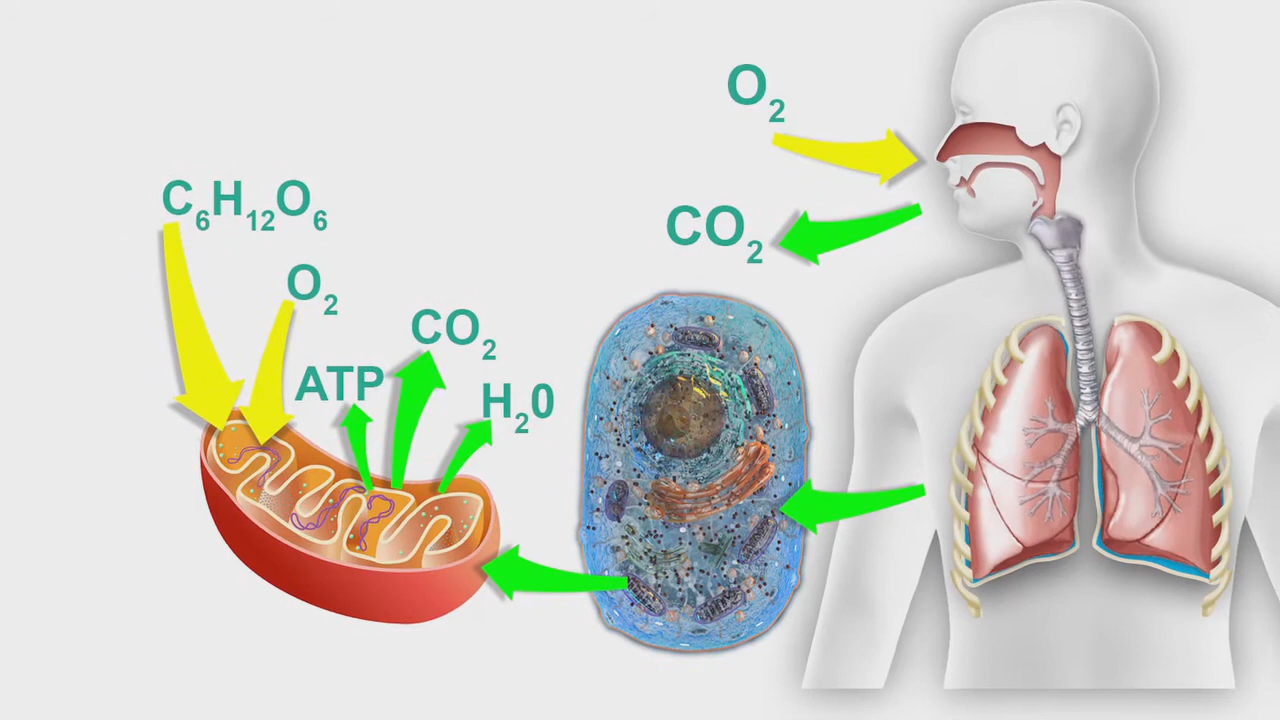 O₂
C₆H₁₂O₆
CO₂
O₂
CO₂
ATP
H₂0